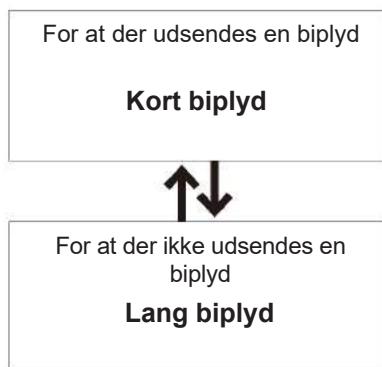 For at der udsendes en biplyd
Kort biplyd
For at der ikke udsendes en
biplyd
Lang biplyd